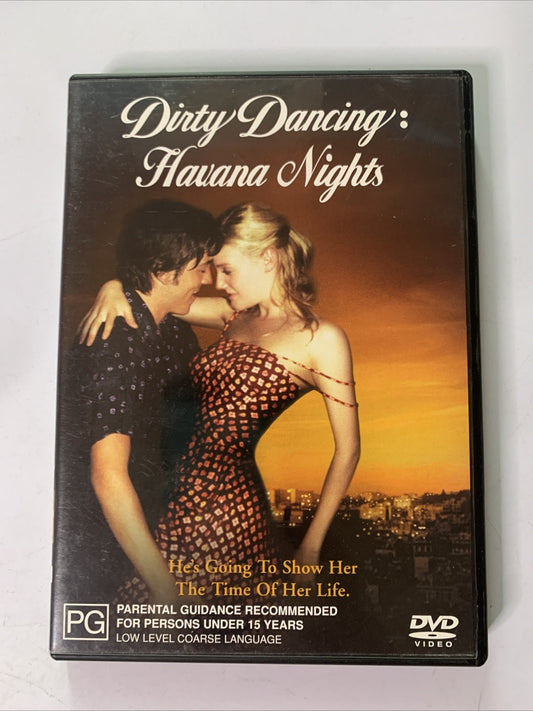 Dirty Dancing:
Havana Nights
He's Going To Show Her
The Time Of Her Life.
PG
PARENTAL GUIDANCE RECOMMENDED
FOR PERSONS UNDER 15 YEARS
LOW LEVEL COARSE LANGUAGE
DVD
VIDEO